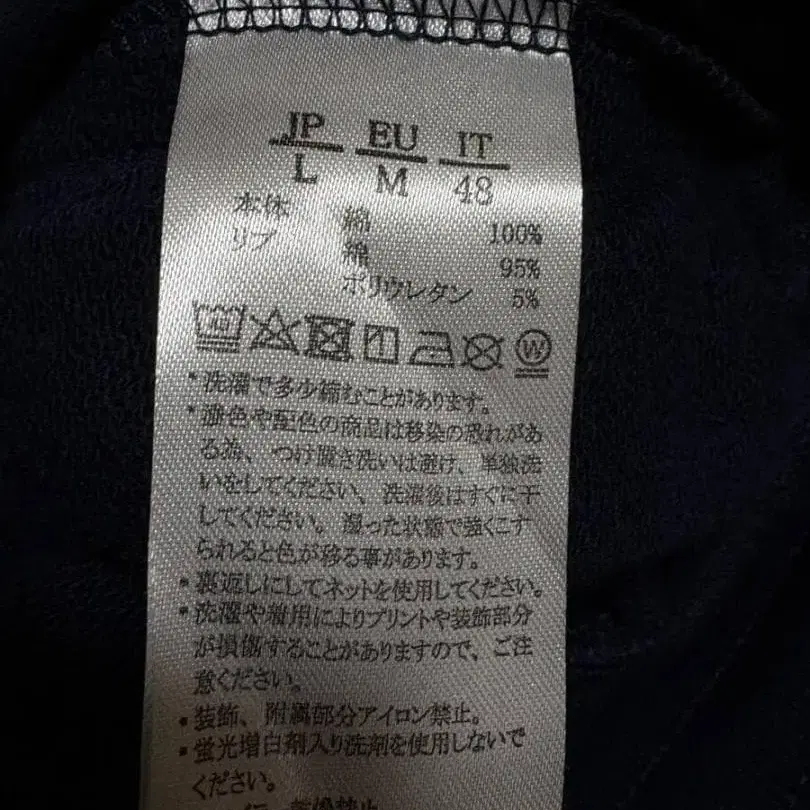 JP EU IT
L M 48
本体 綿 100%
リブ 綿 95%
ポリウレタン 5%
40
W
*洗濯で多少縮むことがあります。
*濃色や配色の商品は移染の恐れがあ
る為、つけ置き洗いは避け、単独洗
いをしてください。洗濯後はすぐに干
してください。湿った状態で強くこす
られると色が移る事があります。
•裏返しにしてネットを使用してください。
•洗濯や着用によりプリントや装飾部分
が損傷することがありますので、ご注
意ください。
•装飾、附属部分アイロン禁止。
•蛍光増白剤入り洗剤を使用しないで
ください。